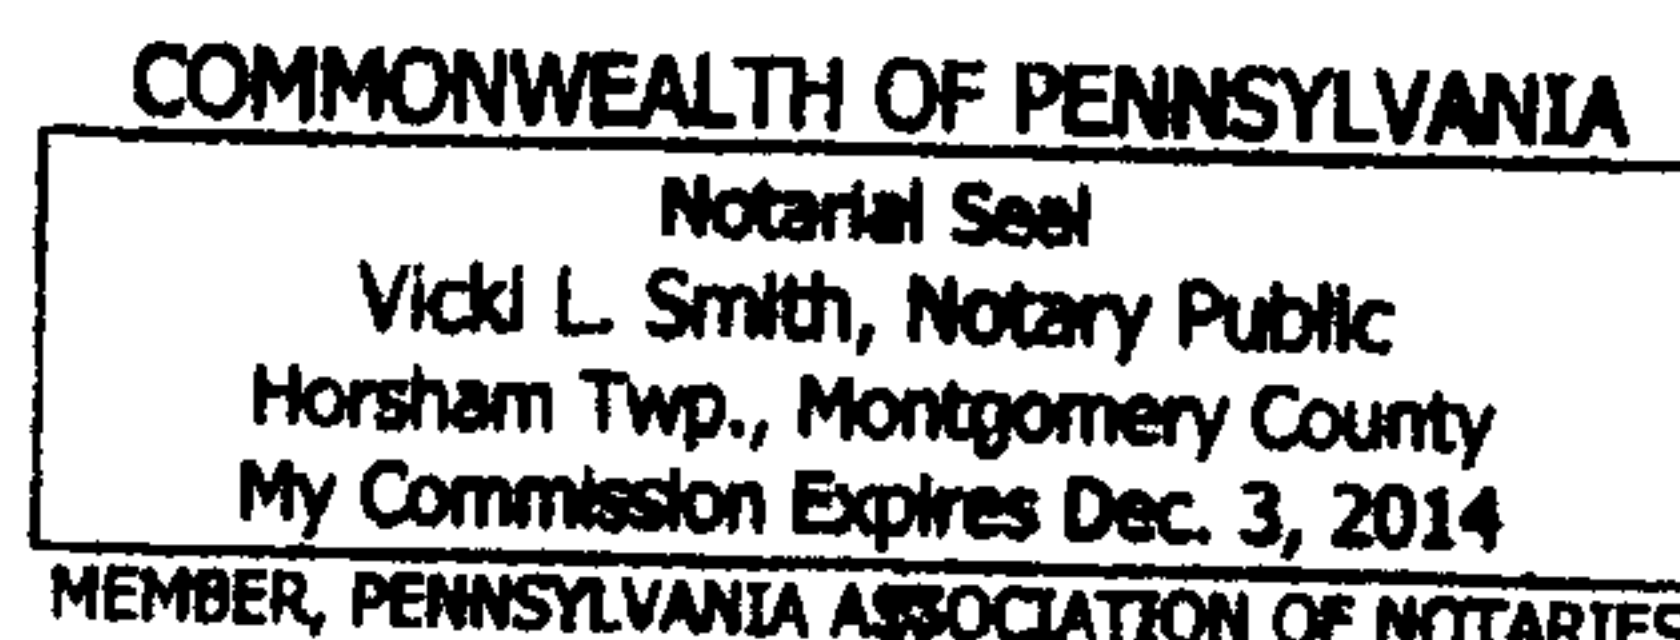 COMMONWEALTH OF PENNSYLVANIA
Notarial Seal
Vicki L. Smith, Notary Public
Horsham Twp., Montgomery County
My Commission Expires Dec. 3, 2014
MEMBER, PENNSYLVANIA ASSOCIATION OF NOTARIES